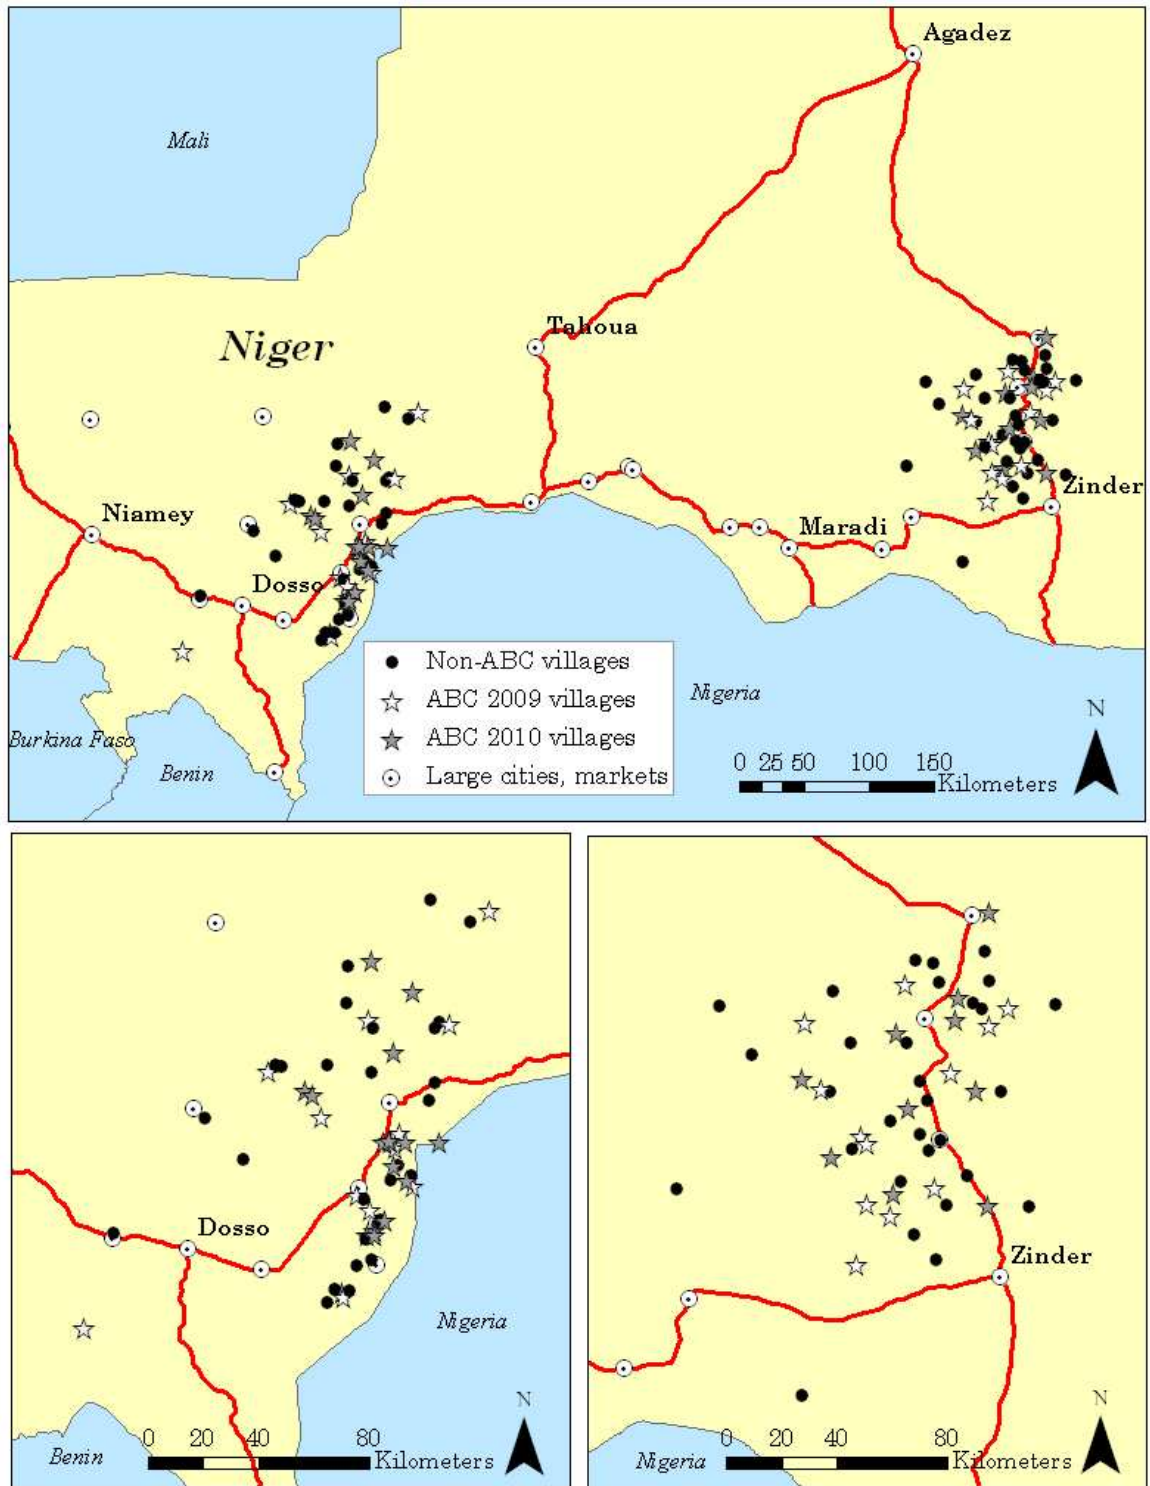 Agadez
Mali
Tahoua
Niger
Niamey
Zinder
Maradi
Dosso
Non-ABC villages
ABC 2009 villages
ABC 2010 villages
Large cities, markets
Nigeria
Burkina Faso
Benin
N
0 25 50 100 150
Kilometers
Dosso
Nigeria
N
Benin
0 20 40 80
Kilometers
Zinder
N
Nigeria
0 20 40 80
Kilometers